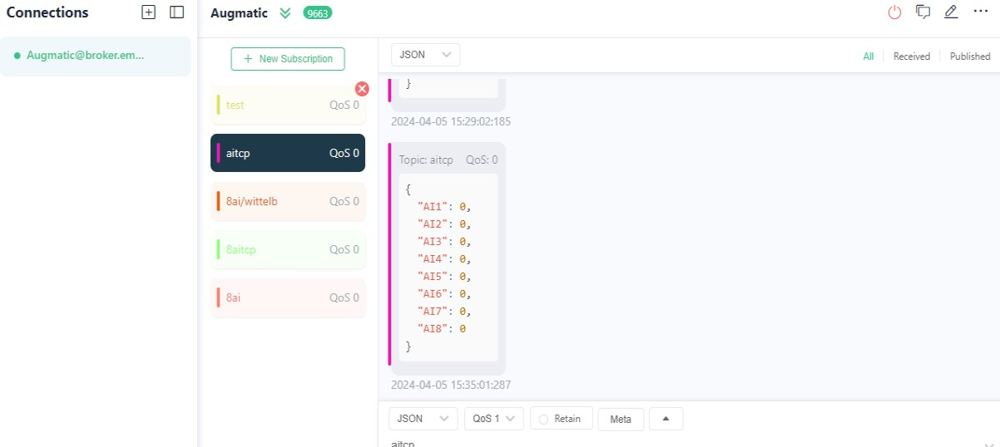 Connections
Augmatic@broker.em...
Augmatic 9663
New Subscription
test QoS 0
aitcp QoS 0
8ai/wittelb QoS 0
8aitcp QoS 0
8ai QoS 0
JSON
All Received Published
}
2024-04-05 15:29:02:185
Topic: aitcp QoS: 0
{
"AI1": 0,
"AI2": 0,
"AI3": 0,
"AI4": 0,
"AI5": 0,
"AI6": 0,
"AI7": 0,
"AI8": 0
}
2024-04-05 15:35:01:287
JSON QoS 1 Retain Meta
aitcp